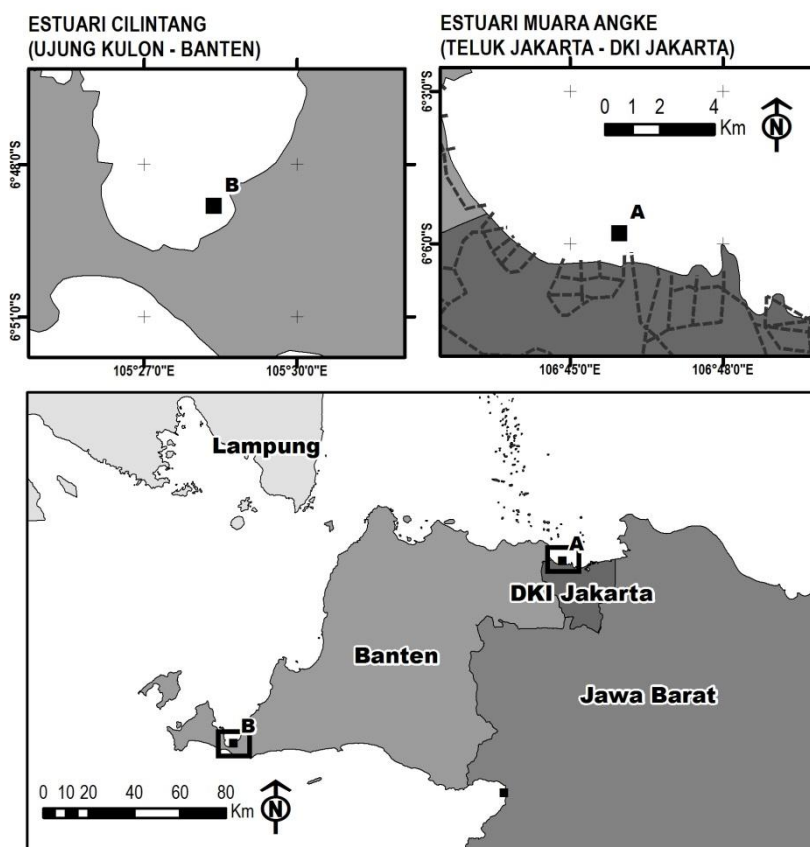 ESTUARI CILINTANG
(UJUNG KULON - BANTEN)
6°48'0"S
6°51'0"S
B
105°27'0"E
105°30'0"E
ESTUARI MUARA ANGKE
(TELUK JAKARTA - DKI JAKARTA)
6°3'0"S
6°6'0"S
0 1 2 4
Km
N
A
106°45'0"E
106°48'0"E
Lampung
A
DKI Jakarta
Banten
Jawa Barat
B
0 10 20 40 60 80
Km
N